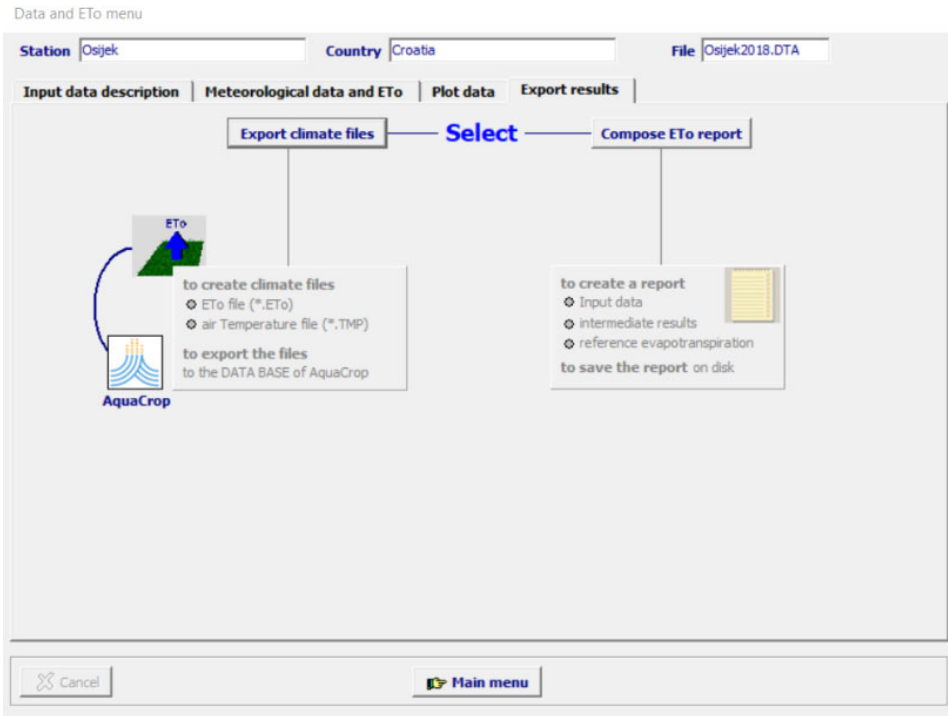 Data and ETo menu
Station Osijek Country Croatia File Osijek2018.DTA
Input data description Meteorological data and ETo Plot data Export results
Export climate files Select Compose ETo report
ETo
to create climate files
ETo file (*.ETo)
air Temperature file (*.TMP)
to export the files
to the DATA BASE of AquaCrop
AquaCrop
to create a report
Input data
intermediate results
reference evapotranspiration
to save the report on disk
Cancel Main menu